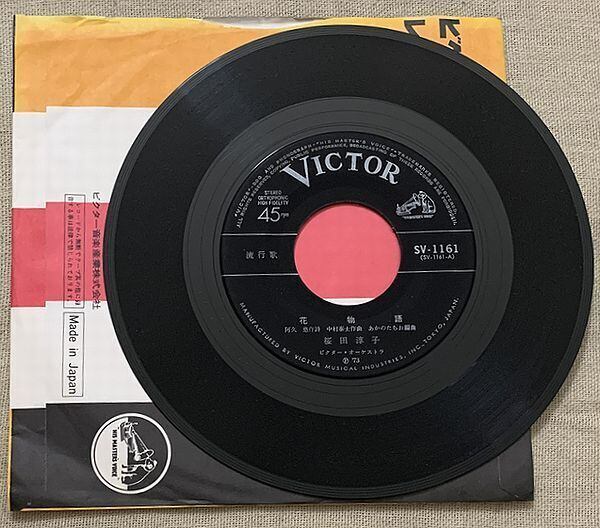 ビクター音楽産業株式会社
Made in Japan
"HIS MASTER'S VOICE"
VICTOR
STEREO
ORTHOPHONIC
HIGH FIDELITY
45 rpm
流行歌
SV-1161
(SV-1161-A)
花物語
阿久 悠作詩 中村泰士作曲 あかのたちお編曲
桜田淳子
ビクター・オーケストラ
Ⓟ '73
MANUFACTURED BY VICTOR MUSICAL INDUSTRIES, INC. TOKYO, JAPAN